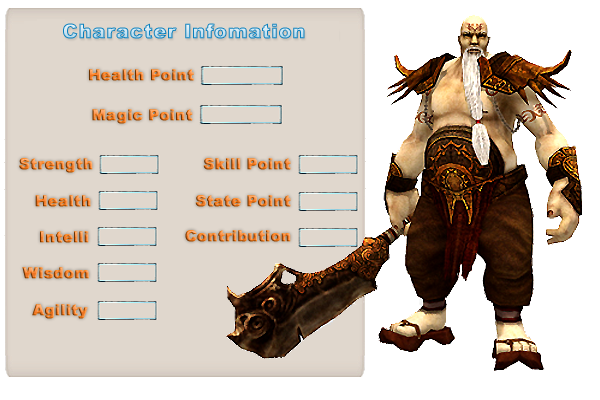 Character Infomation
Health Point
Magic Point
Strength
Skill Point
Health
State Point
Intelli
Contribution
Wisdom
Agility